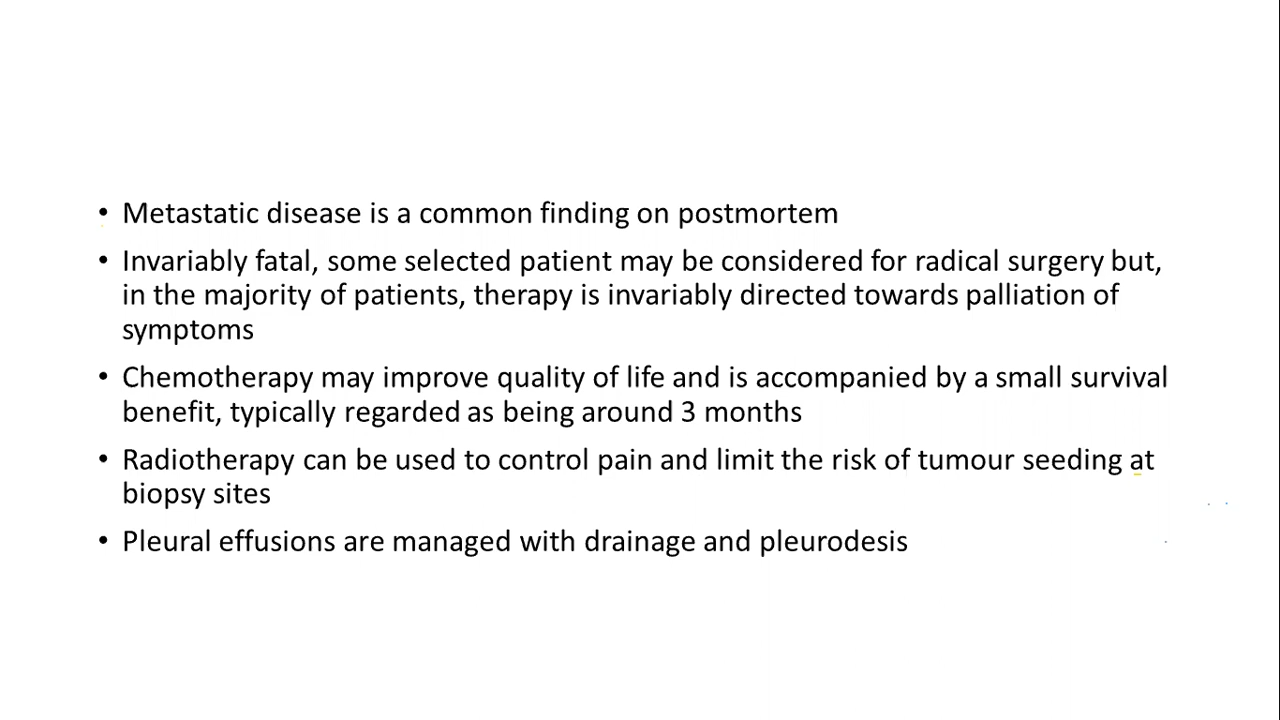 • Metastatic disease is a common finding on postmortem
• Invariably fatal, some selected patient may be considered for radical surgery but,
in the majority of patients, therapy is invariably directed towards palliation of
symptoms
• Chemotherapy may improve quality of life and is accompanied by a small survival
benefit, typically regarded as being around 3 months
• Radiotherapy can be used to control pain and limit the risk of tumour seeding at
biopsy sites
• Pleural effusions are managed with drainage and pleurodesis